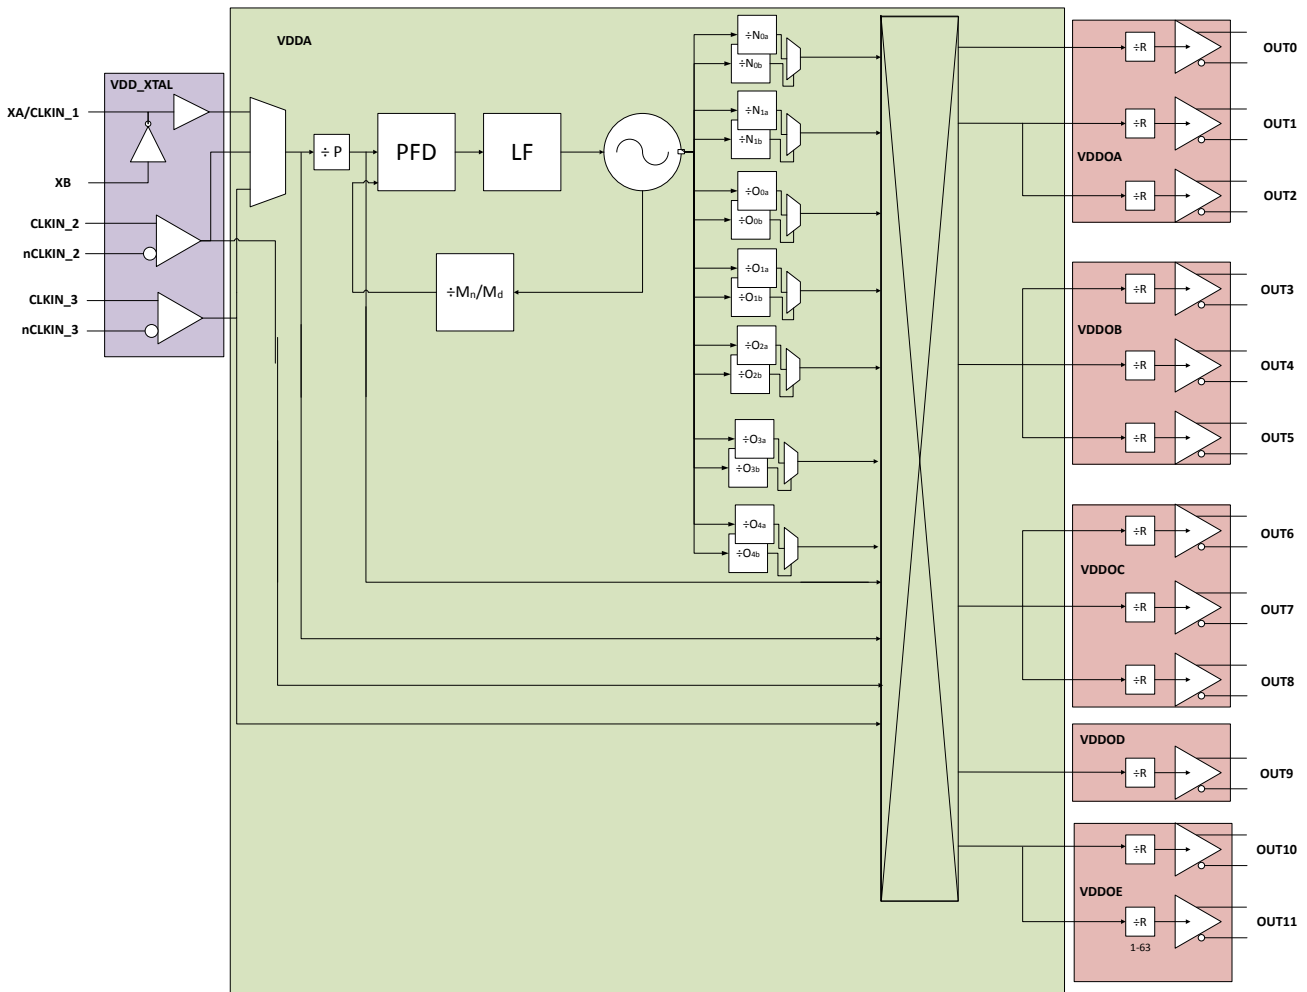 VDDA
VDD_XTAL
XA/CLKIN_1
XB
CLKIN_2
nCLKIN_2
CLKIN_3
nCLKIN_3
÷ P
PFD
LF
÷Mn/Md
÷N0a
÷N0b
÷N1a
÷N1b
÷O0a
÷O0b
÷O1a
÷O1b
÷O2a
÷O2b
÷O3a
÷O3b
÷O4a
÷O4b
÷R
OUT0
÷R
OUT1
VDDOA
÷R
OUT2
÷R
OUT3
VDDOB
÷R
OUT4
÷R
OUT5
÷R
OUT6
VDDOC
÷R
OUT7
÷R
OUT8
VDDOD
÷R
OUT9
÷R
OUT10
VDDOE
÷R
OUT11
1-63